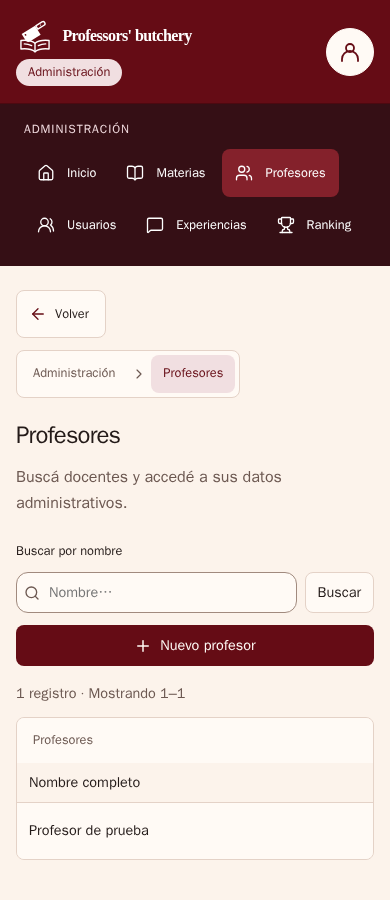 Professors' butchery
Administración
ADMINISTRACIÓN
Inicio
Materias
Profesores
Usuarios
Experiencias
Ranking
Volver
Administración
Profesores
Profesores
Buscá docentes y accedé a sus datos
administrativos.
Buscar por nombre
Nombre…
Buscar
Nuevo profesor
1 registro · Mostrando 1–1
Profesores
Nombre completo
Profesor de prueba